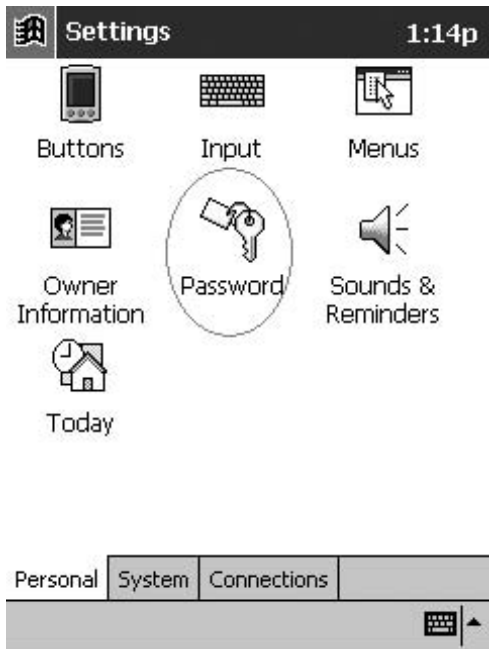 Settings 1:14p
Buttons Input Menus
Owner Password Sounds &
Information Reminders
Today
Personal System Connections